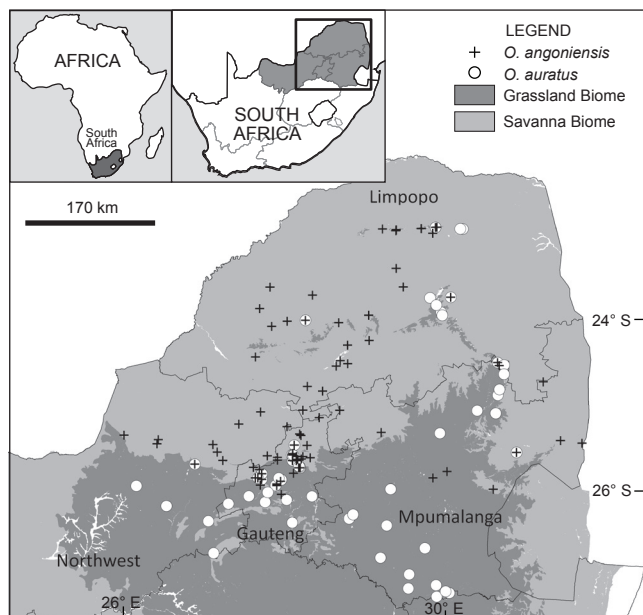 AFRICA
South
Africa
SOUTH
AFRICA
LEGEND
O. angoniensis
O. auratus
Grassland Biome
Savanna Biome
170 km
Limpopo
24° S
26° S
Mpumalanga
Gauteng
Northwest
26° E
30° E